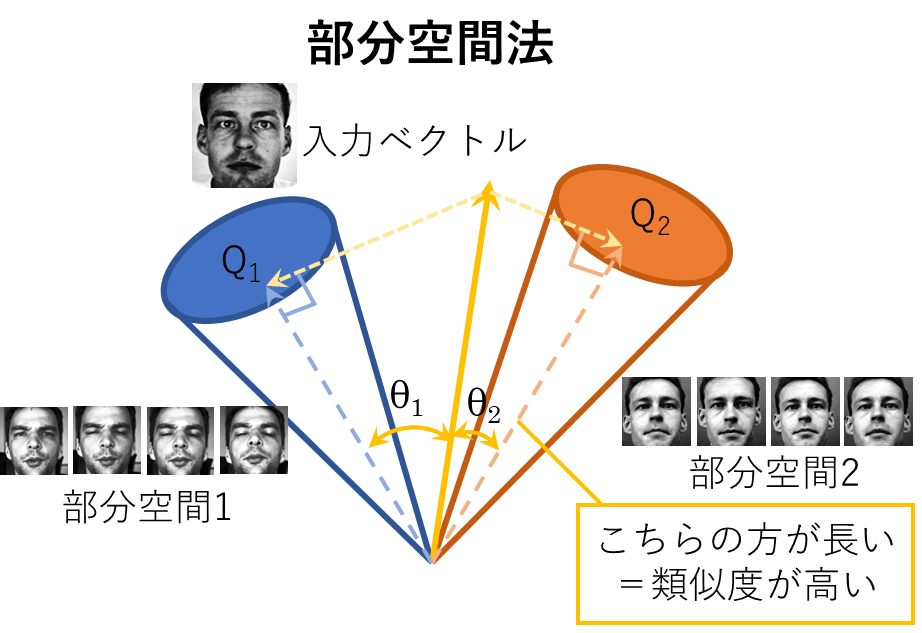 部分空間法
入力ベクトル
Q₁
Q₂
θ₁
θ₂
部分空間1
部分空間2
こちらの方が長い
＝類似度が高い